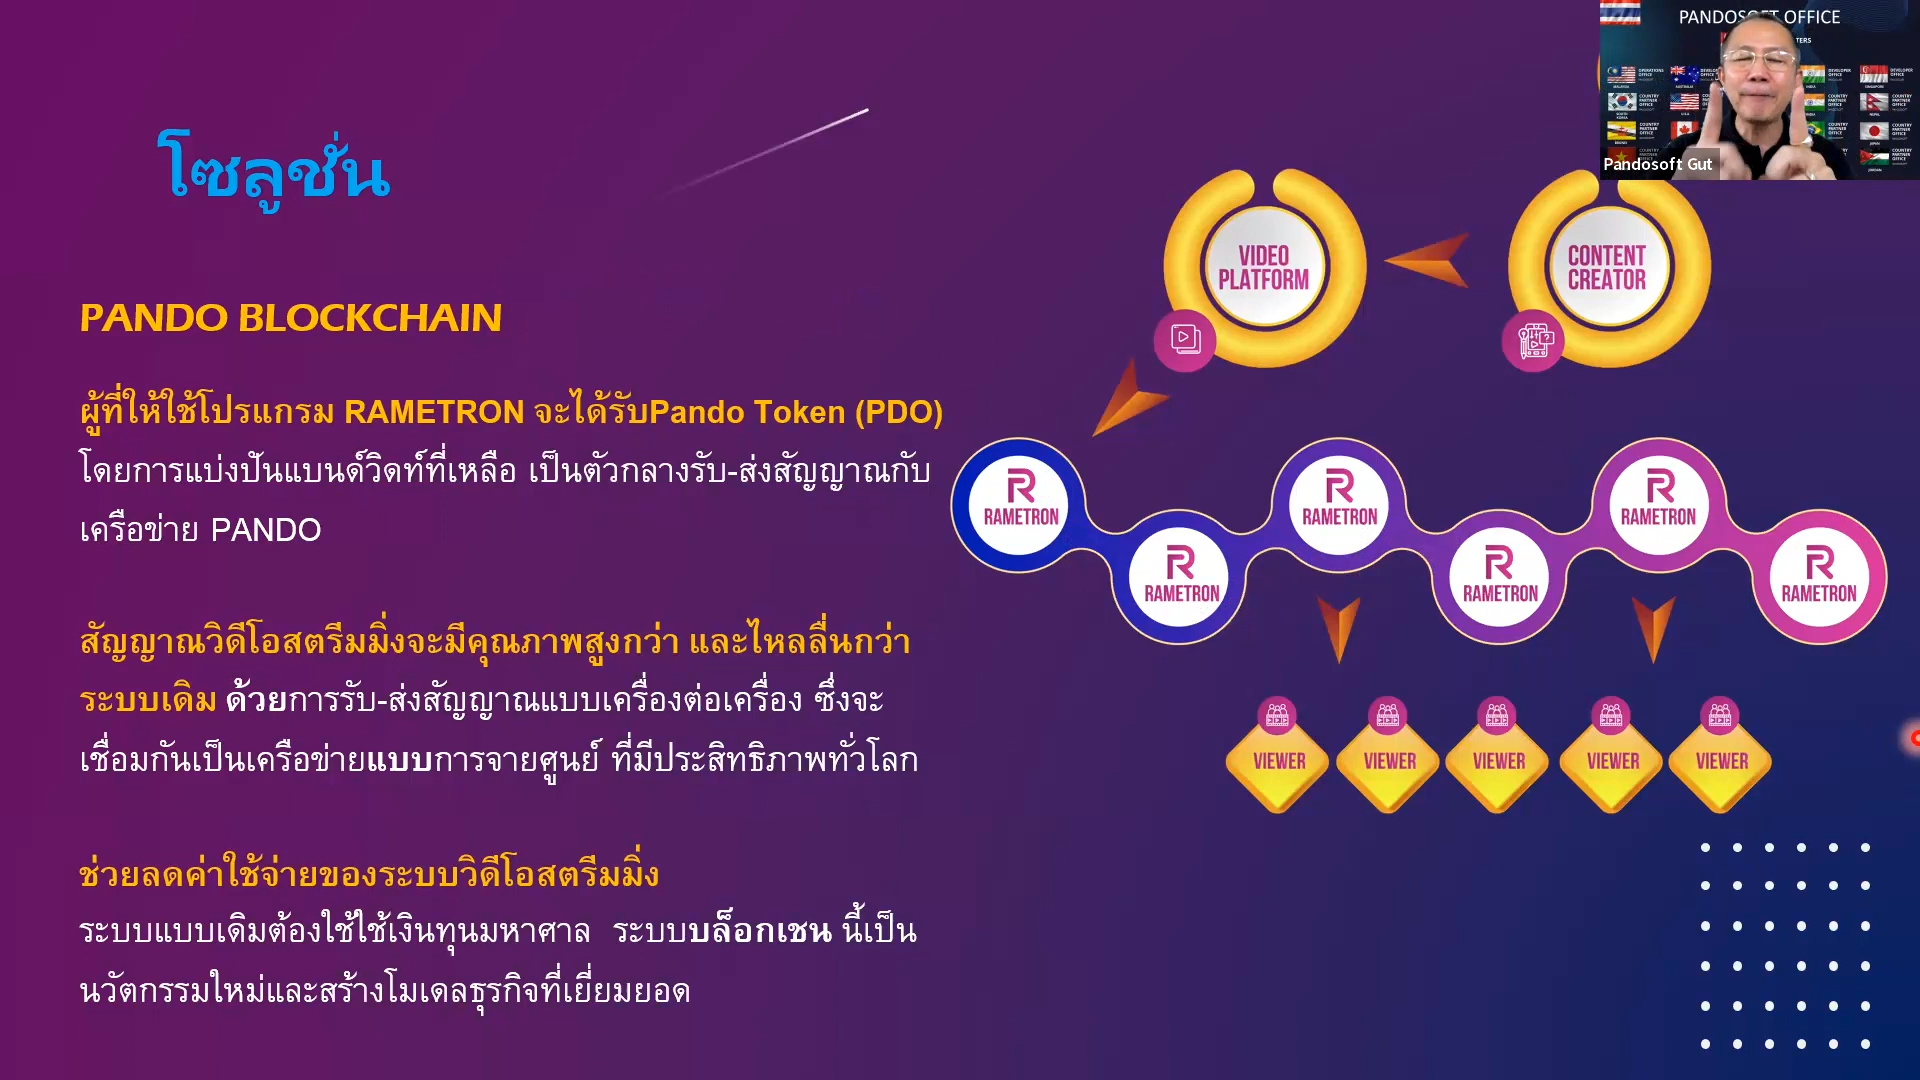 โซลูชั่น
PANDO BLOCKCHAIN
ผู้ที่ให้ใช้โปรแกรม RAMETRON จะได้รับPando Token (PDO)
โดยการแบ่งปันแบนด์วิดท์ที่เหลือ เป็นตัวกลางรับ-ส่งสัญญาณกับ
เครือข่าย PANDO
สัญญาณวิดีโอสตรีมมิ่งจะมีคุณภาพสูงกว่า และไหลลื่นกว่า
ระบบเดิม ด้วยการรับ-ส่งสัญญาณแบบเครื่องต่อเครื่อง ซึ่งจะ
เชื่อมกันเป็นเครือข่ายแบบการจายศูนย์ ที่มีประสิทธิภาพทั่วโลก
ช่วยลดค่าใช้จ่ายของระบบวิดีโอสตรีมมิ่ง
ระบบแบบเดิมต้องใช้ใช้เงินทุนมหาศาล ระบบบล็อกเชน นี้เป็น
นวัตกรรมใหม่และสร้างโมเดลธุรกิจที่เยี่ยมยอด
VIDEO
PLATFORM
CONTENT
CREATOR
RAMETRON
RAMETRON
RAMETRON
RAMETRON
RAMETRON
RAMETRON
VIEWER
VIEWER
VIEWER
VIEWER
VIEWER
PANDOSOFT OFFICE
Pandosoft Gut